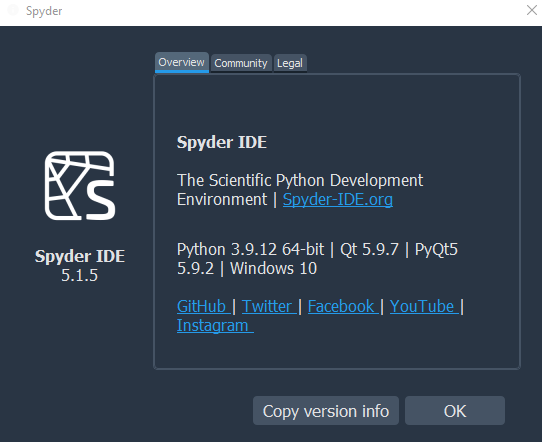 Spyder
Overview Community Legal
Spyder IDE
The Scientific Python Development
Environment | Spyder-IDE.org
Python 3.9.12 64-bit | Qt 5.9.7 | PyQt5
5.9.2 | Windows 10
GitHub | Twitter | Facebook | YouTube |
Instagram
S
Spyder IDE
5.1.5
Copy version info OK